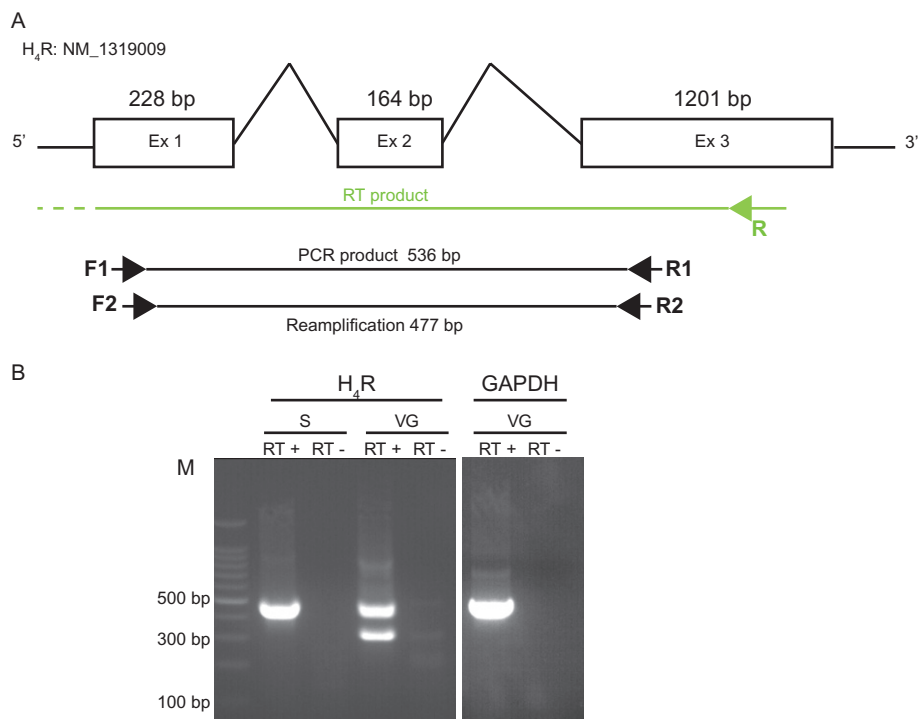 A
H₄R: NM_1319009
228 bp 164 bp 1201 bp
5’ Ex 1 Ex 2 Ex 3 3’
RT product
R
F1 PCR product 536 bp R1
F2 R2
Reamplification 477 bp
B
H₄R GAPDH
S VG VG
RT + RT - RT + RT - RT + RT -
M
500 bp
300 bp
100 bp